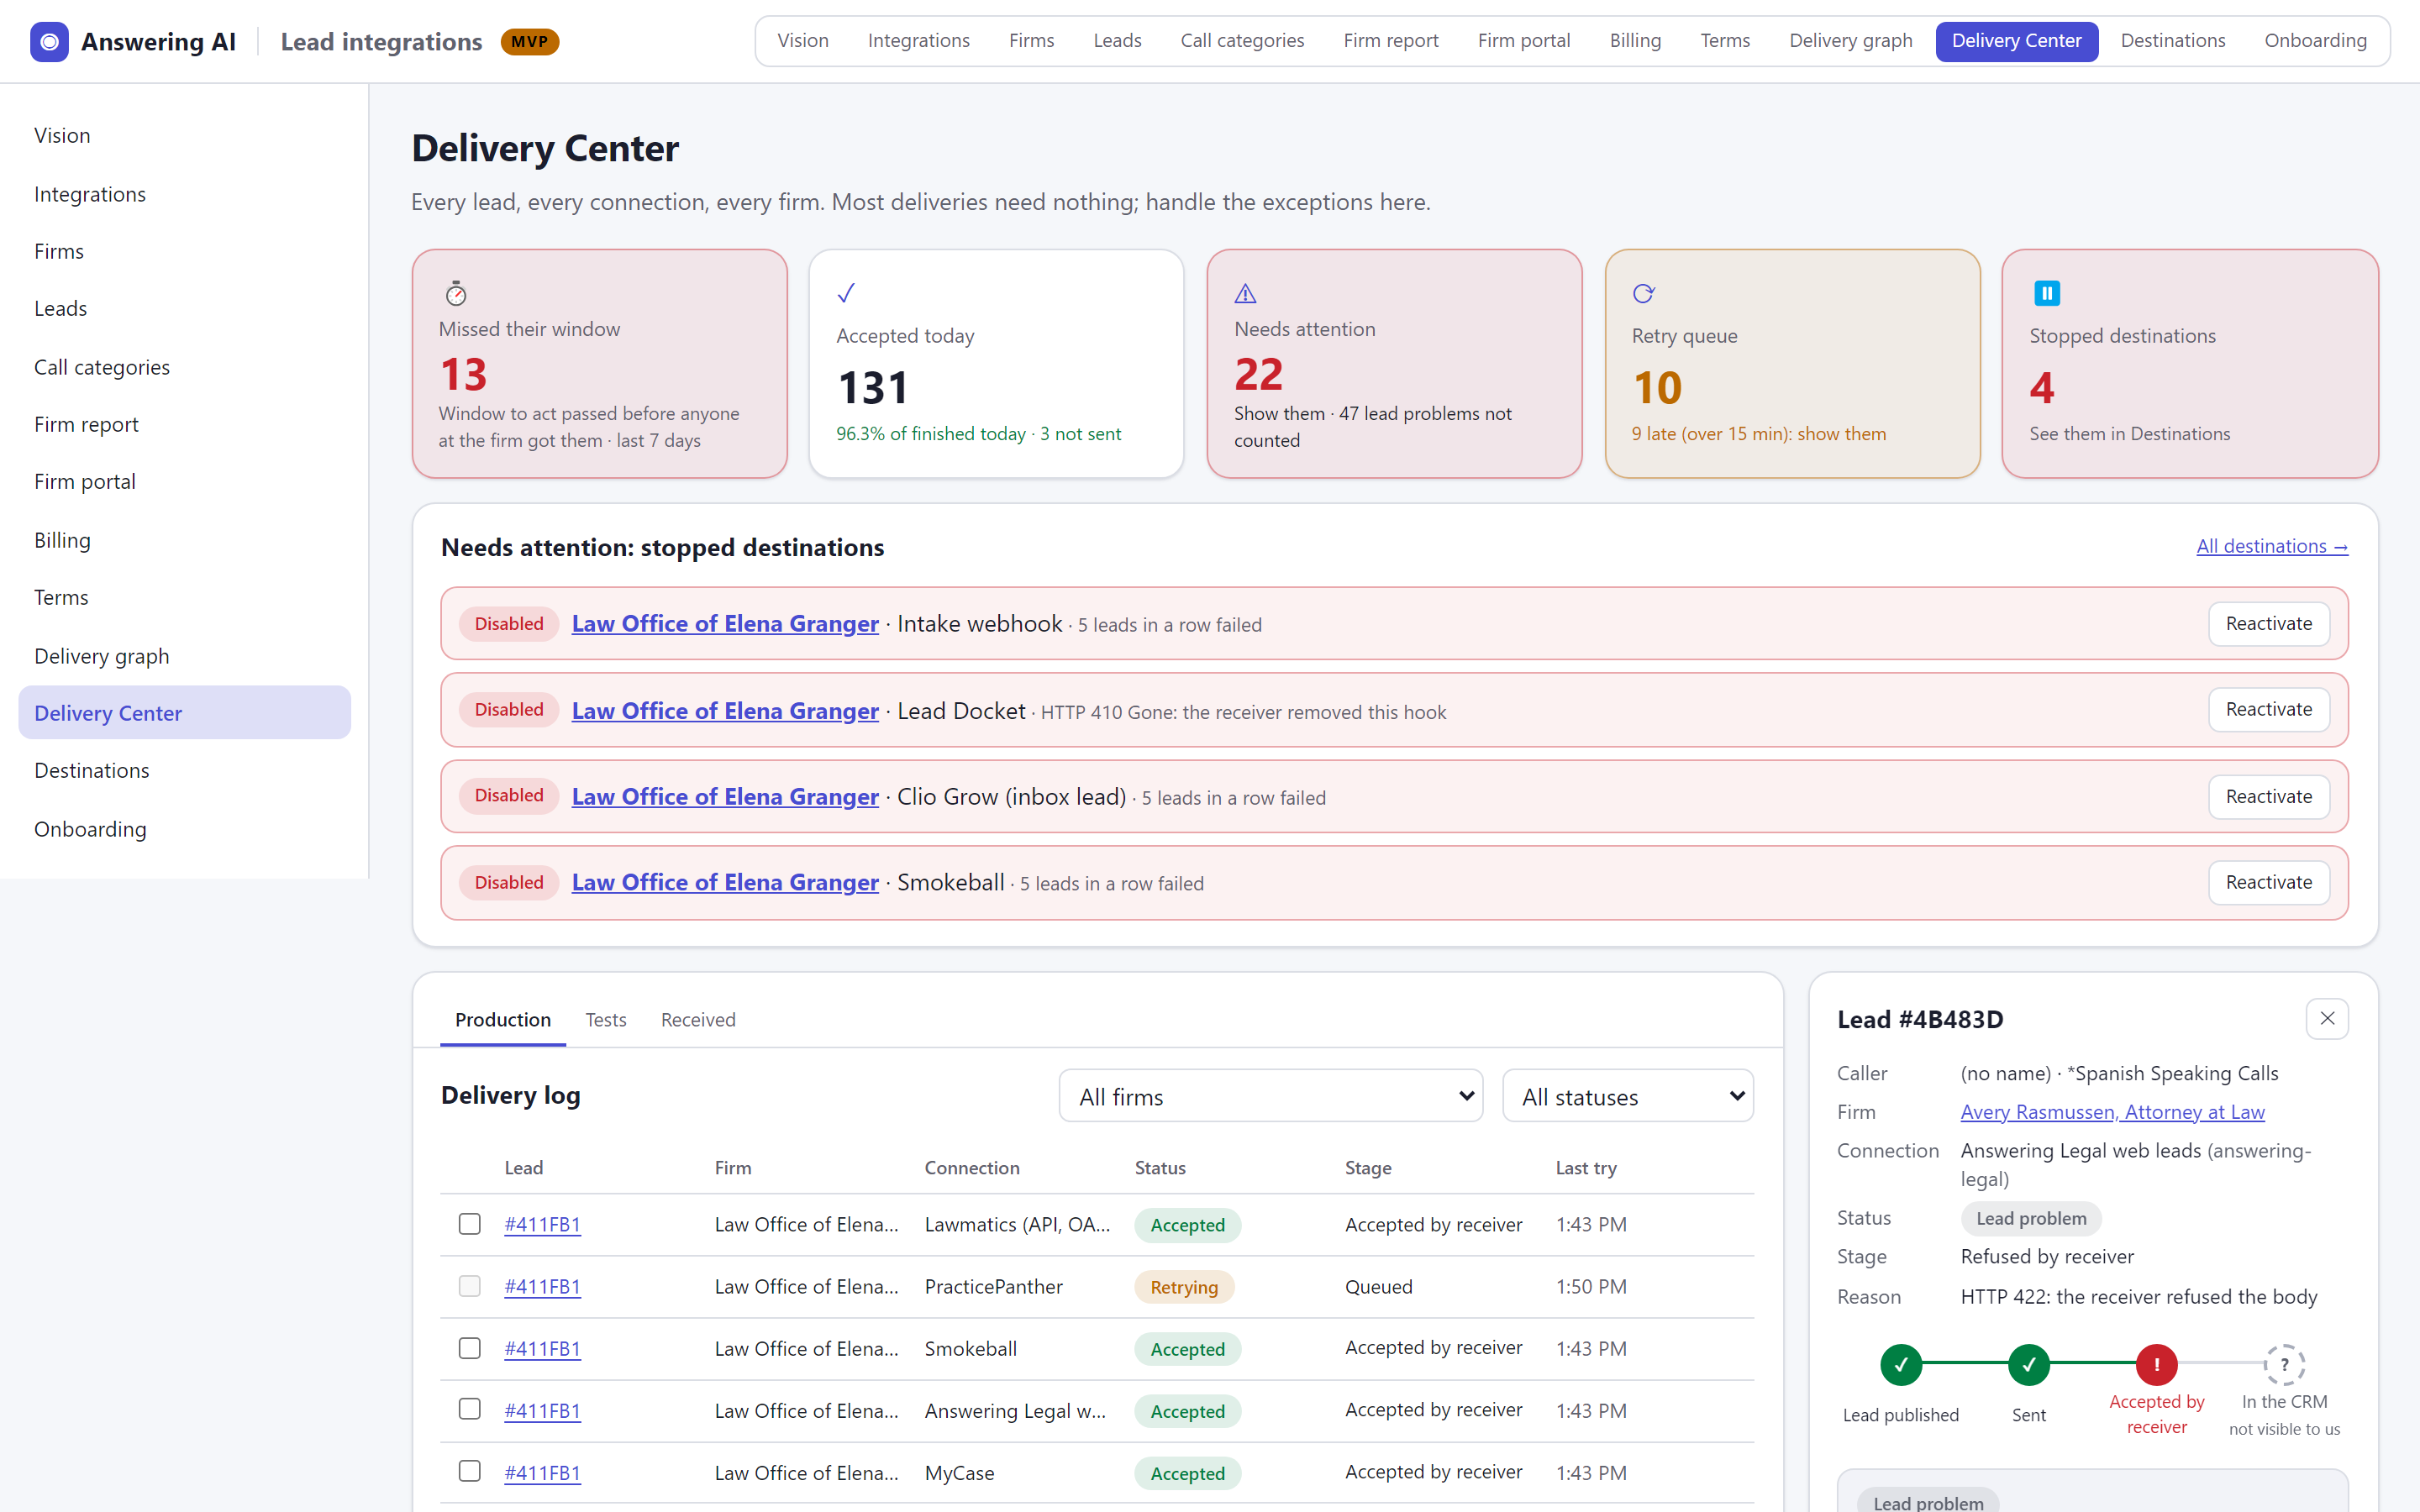 Answering AI
Lead integrations
MVP
Vision
Integrations
Firms
Leads
Call categories
Firm report
Firm portal
Billing
Terms
Delivery graph
Delivery Center
Destinations
Onboarding
Vision
Integrations
Firms
Leads
Call categories
Firm report
Firm portal
Billing
Terms
Delivery graph
Delivery Center
Destinations
Onboarding
Delivery Center
Every lead, every connection, every firm. Most deliveries need nothing; handle the exceptions here.
Missed their window
13
Window to act passed before anyone
at the firm got them · last 7 days
Accepted today
131
96.3% of finished today · 3 not sent
Needs attention
22
Show them · 47 lead problems not
counted
Retry queue
10
9 late (over 15 min): show them
Stopped destinations
4
See them in Destinations
Needs attention: stopped destinations
All destinations →
Disabled Law Office of Elena Granger · Intake webhook · 5 leads in a row failed Reactivate
Disabled Law Office of Elena Granger · Lead Docket · HTTP 410 Gone: the receiver removed this hook Reactivate
Disabled Law Office of Elena Granger · Clio Grow (inbox lead) · 5 leads in a row failed Reactivate
Disabled Law Office of Elena Granger · Smokeball · 5 leads in a row failed Reactivate
Production Tests Received
Delivery log
All firms
All statuses
Lead Firm Connection Status Stage Last try
#411FB1 Law Office of Elena... Lawmatics (API, OA... Accepted Accepted by receiver 1:43 PM
#411FB1 Law Office of Elena... PracticePanther Retrying Queued 1:50 PM
#411FB1 Law Office of Elena... Smokeball Accepted Accepted by receiver 1:43 PM
#411FB1 Law Office of Elena... Answering Legal w... Accepted Accepted by receiver 1:43 PM
#411FB1 Law Office of Elena... MyCase Accepted Accepted by receiver 1:43 PM
Lead #4B483D
Caller (no name) · *Spanish Speaking Calls
Firm Avery Rasmussen, Attorney at Law
Connection Answering Legal web leads (answering-
legal)
Status Lead problem
Stage Refused by receiver
Reason HTTP 422: the receiver refused the body
Lead published
Sent
Accepted by
receiver
In the CRM
not visible to us
Lead problem